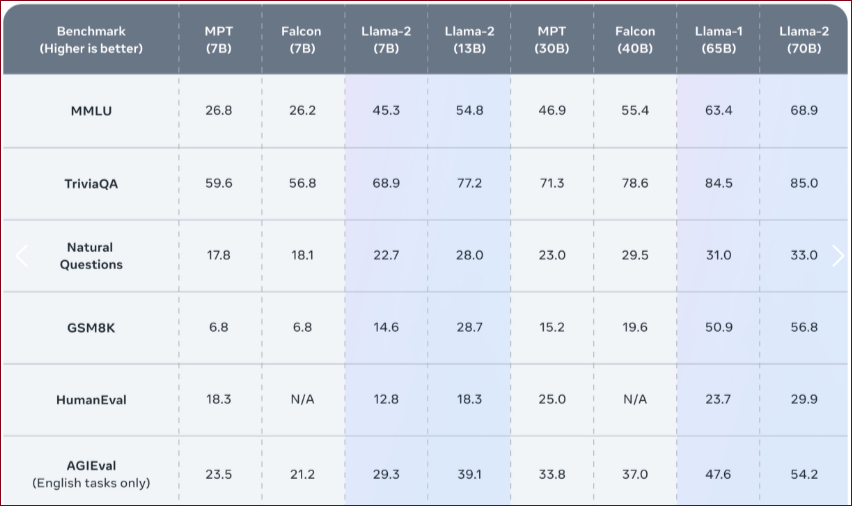 Benchmark (Higher is better) MPT (7B) Falcon (7B) Llama-2 (7B) Llama-2 (13B) MPT (30B) Falcon (40B) Llama-1 (65B) Llama-2 (70B)
MMLU 26.8 26.2 45.3 54.8 46.9 55.4 63.4 68.9
TriviaQA 59.6 56.8 68.9 77.2 71.3 78.6 84.5 85.0
Natural Questions 17.8 18.1 22.7 28.0 23.0 29.5 31.0 33.0
GSM8K 6.8 6.8 14.6 28.7 15.2 19.6 50.9 56.8
HumanEval 18.3 N/A 12.8 18.3 25.0 N/A 23.7 29.9
AGIEval (English tasks only) 23.5 21.2 29.3 39.1 33.8 37.0 47.6 54.2